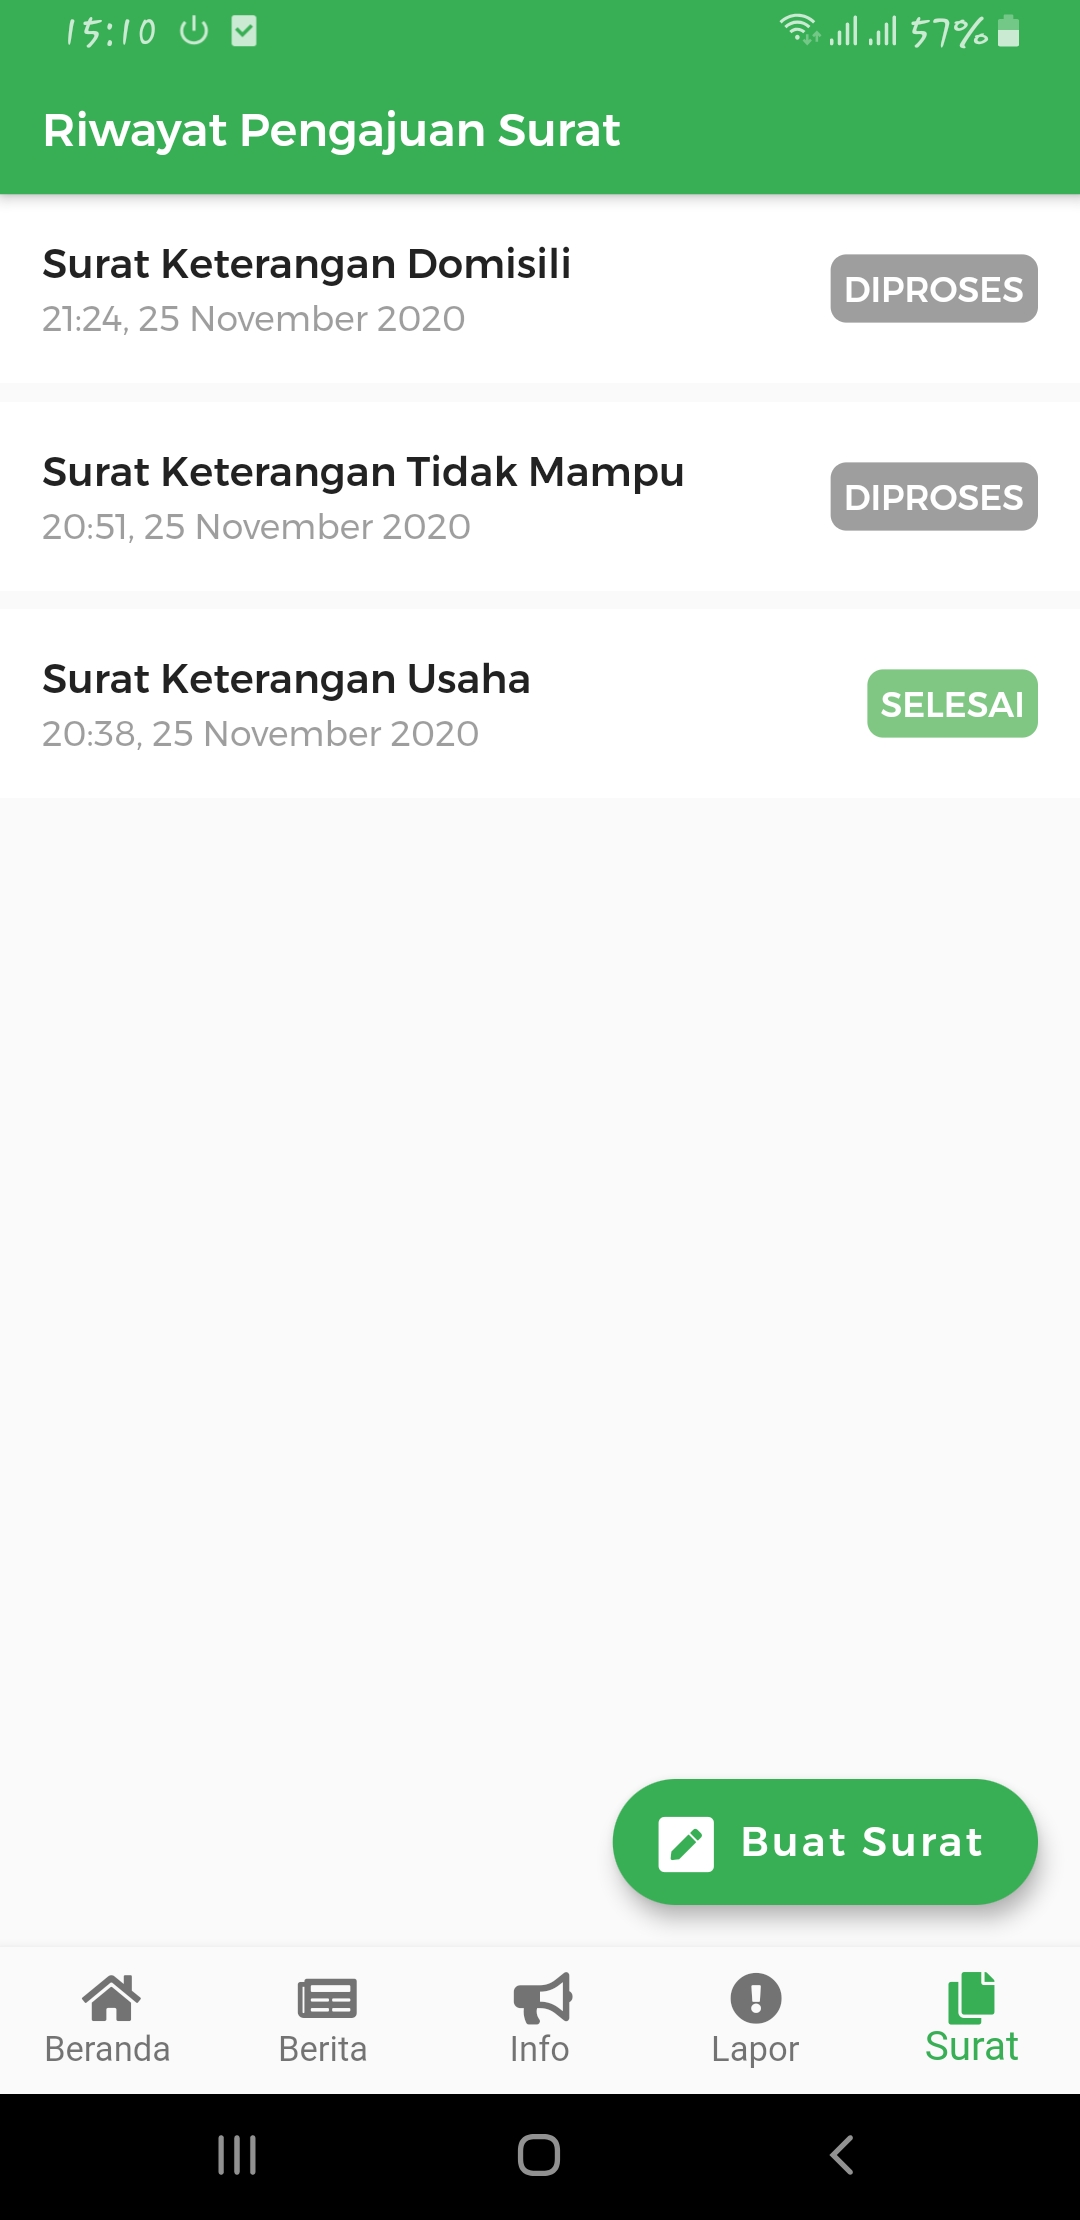 15:10 57%
Riwayat Pengajuan Surat
Surat Keterangan Domisili
21:24, 25 November 2020
DIPROSES
Surat Keterangan Tidak Mampu
20:51, 25 November 2020
DIPROSES
Surat Keterangan Usaha
20:38, 25 November 2020
SELESAI
Buat Surat
Beranda Berita Info Lapor Surat